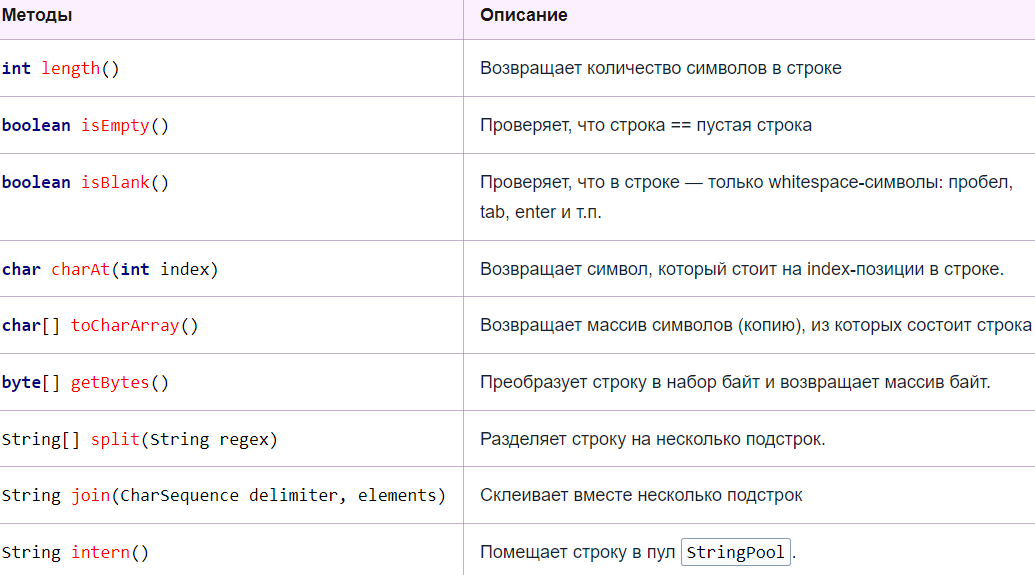 Методы Описание
int length() Возвращает количество символов в строке
boolean isEmpty() Проверяет, что строка == пустая строка
boolean isBlank() Проверяет, что в строке — только whitespace-символы: пробел,
tab, enter и т.п.
char charAt(int index) Возвращает символ, который стоит на index-позиции в строке.
char[] toCharArray() Возвращает массив символов (копию), из которых состоит строка
byte[] getBytes() Преобразует строку в набор байт и возвращает массив байт.
String[] split(String regex) Разделяет строку на несколько подстрок.
String join(CharSequence delimiter, elements) Склеивает вместе несколько подстрок
String intern() Помещает строку в пул StringPool.